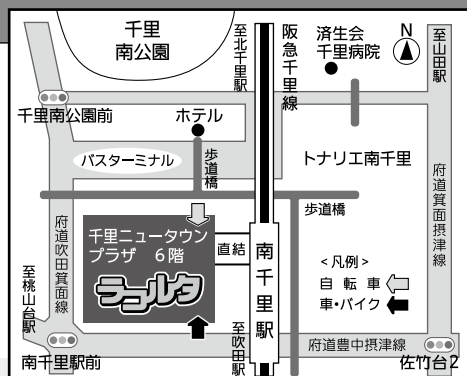 千里
南公園
至北千里駅
阪急千里線
済生会
千里病院
N
至山田駅
千里南公園前
ホテル
バスターミナル
歩道橋
トナリエ南千里
府道箕面摂津線
歩道橋
府道吹田箕面線
千里ニュータウン
プラザ 6階
ラコルタ
直結
南千里駅
<凡例>
自転車
車・バイク
至桃山台駅
至吹田駅
府道豊中摂津線
南千里駅前
佐竹台2